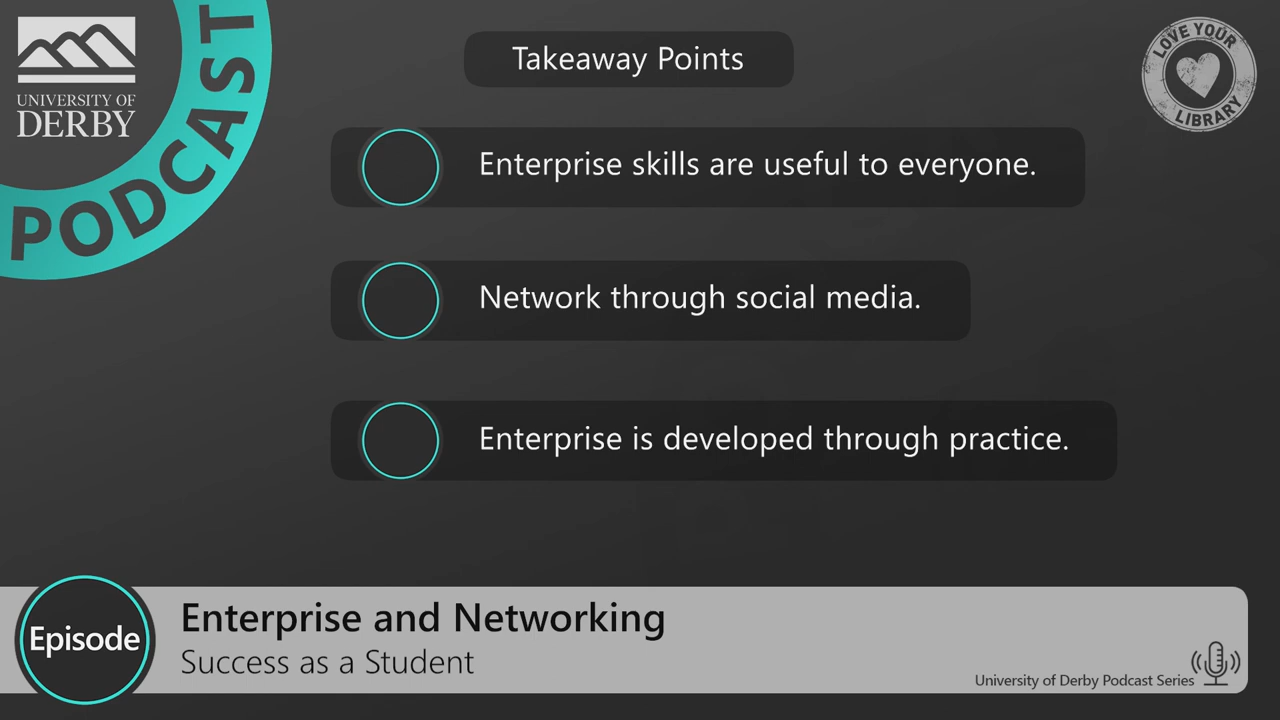 UNIVERSITY OF
DERBY
PODCAST
Takeaway Points
LOVE YOUR
LIBRARY
Enterprise skills are useful to everyone.
Network through social media.
Enterprise is developed through practice.
Episode
Enterprise and Networking
Success as a Student
University of Derby Podcast Series